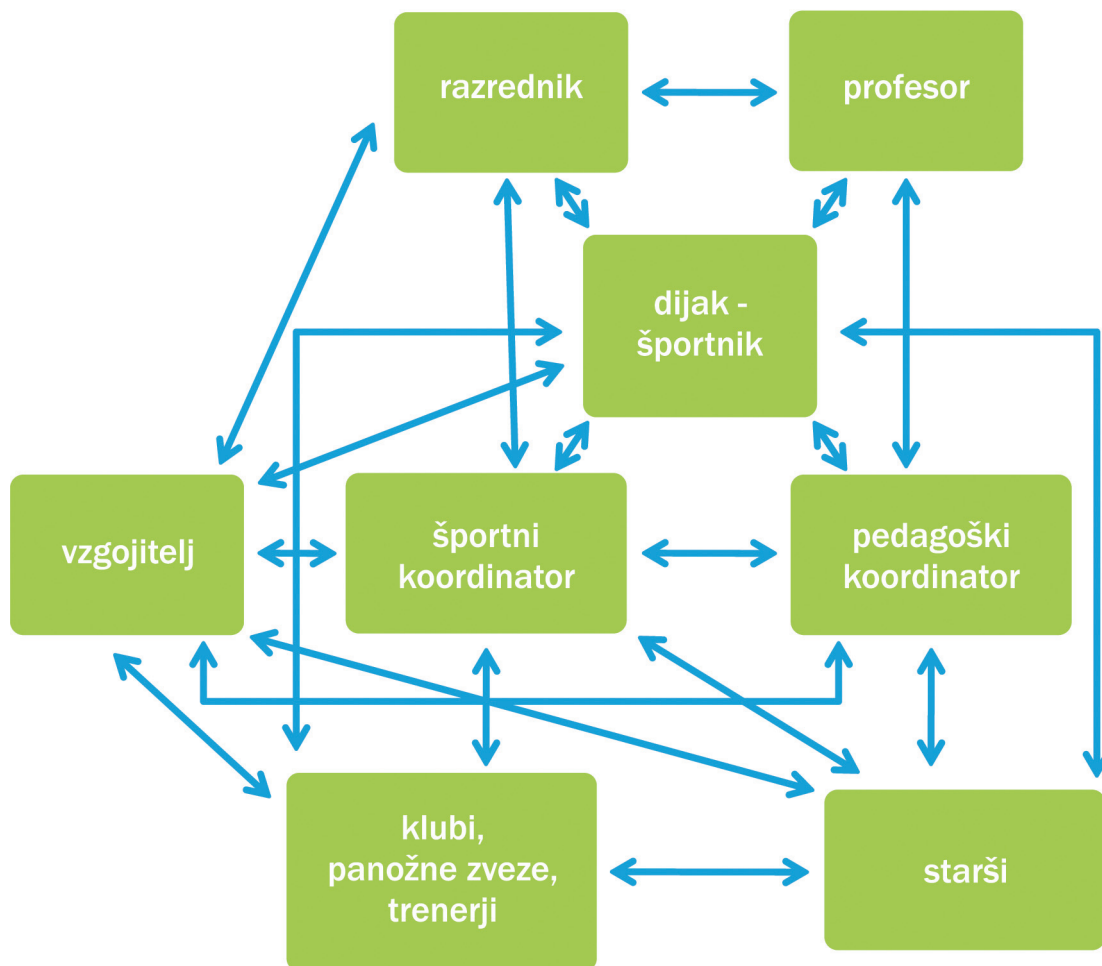 razrednik
profesor
dijak -
športnik
vzgojitelj
športni
koordinator
pedagoški
koordinator
klubi,
panožne zveze,
trenerji
starši